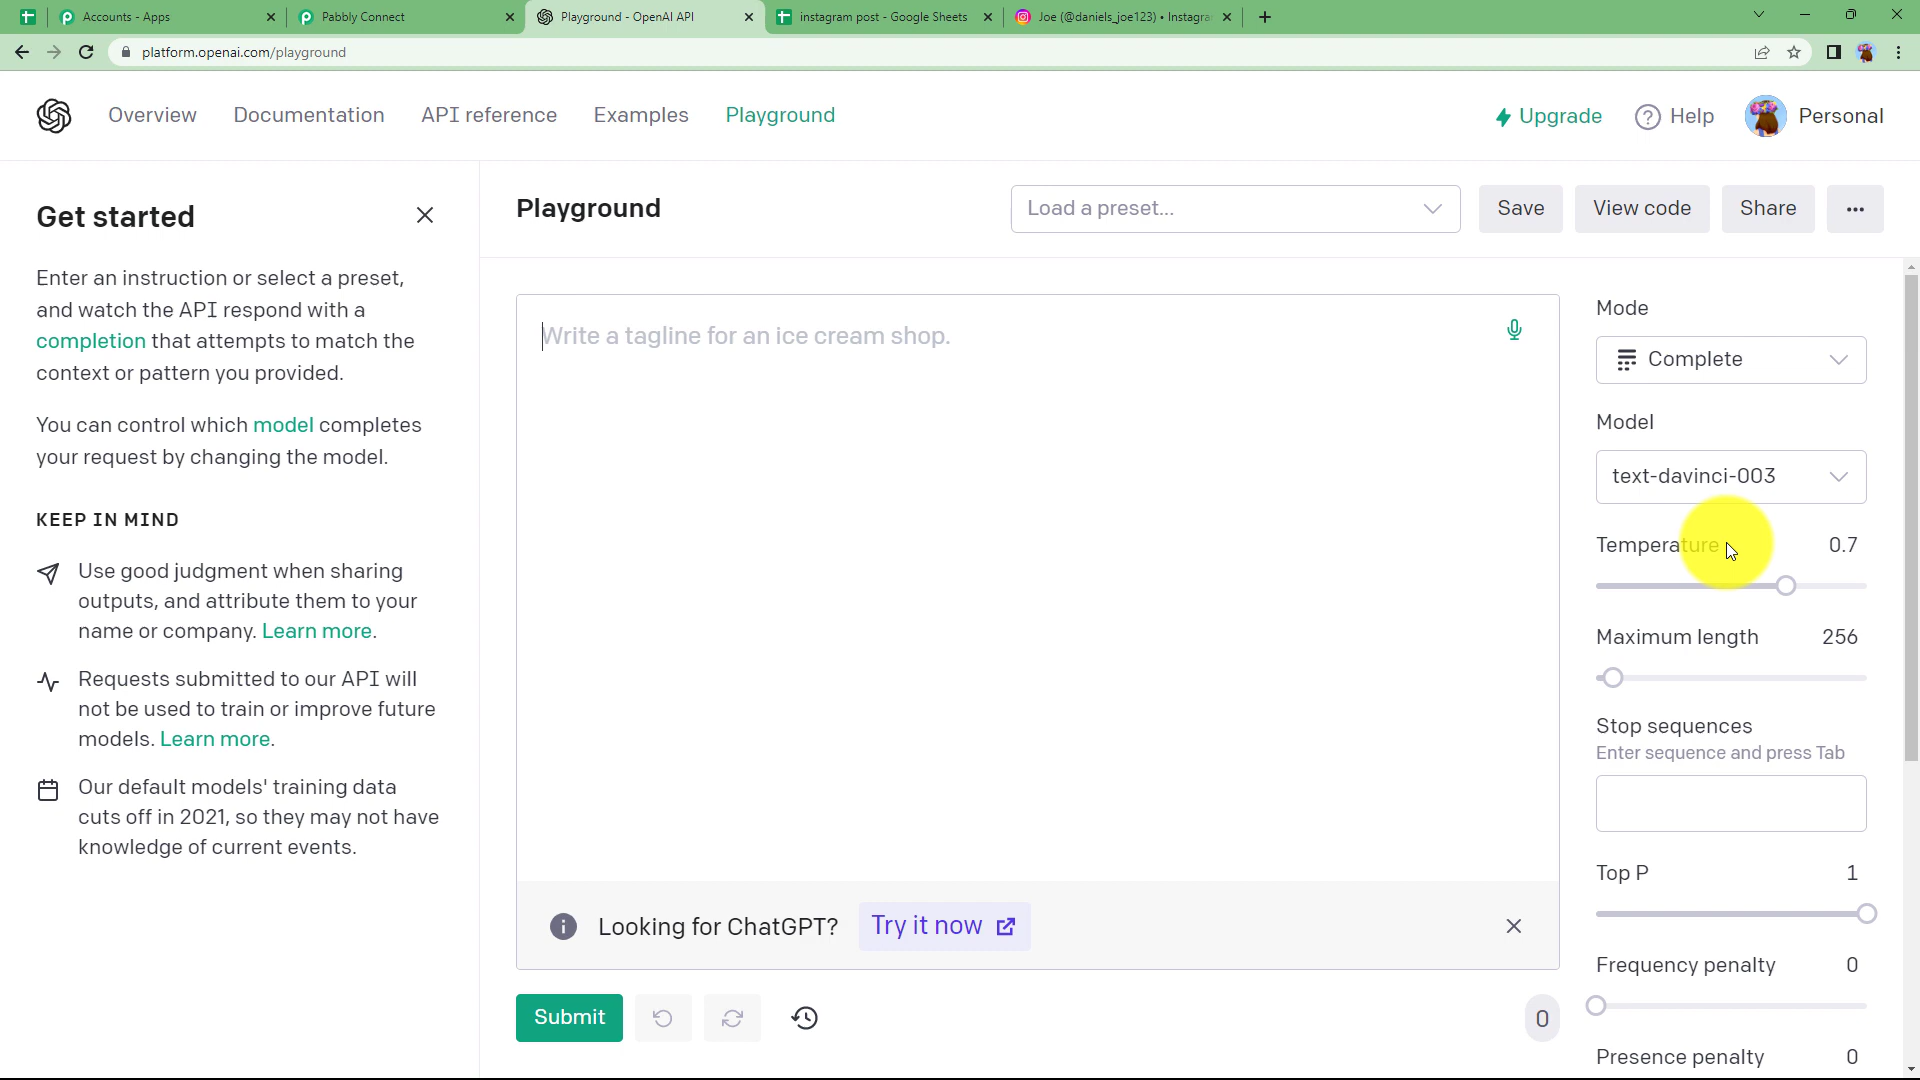 Accounts - Apps
Pabbly Connect
Playground - OpenAI API
instagram post - Google Sheets
Joe (@daniels_joe123) • Instagra
platform.openai.com/playground
Overview
Documentation
API reference
Examples
Playground
Upgrade
Help
Personal
Get started
Enter an instruction or select a preset,
and watch the API respond with a
completion that attempts to match the
context or pattern you provided.
You can control which model completes
your request by changing the model.
KEEP IN MIND
Use good judgment when sharing
outputs, and attribute them to your
name or company. Learn more.
Requests submitted to our API will
not be used to train or improve future
models. Learn more.
Our default models' training data
cuts off in 2021, so they may not have
knowledge of current events.
Playground
Load a preset...
Save
View code
Share
Write a tagline for an ice cream shop.
Looking for ChatGPT?
Try it now
Submit
0
Mode
Complete
Model
text-davinci-003
Temperature 0.7
Maximum length 256
Stop sequences
Enter sequence and press Tab
Top P 1
Frequency penalty 0
Presence penalty 0